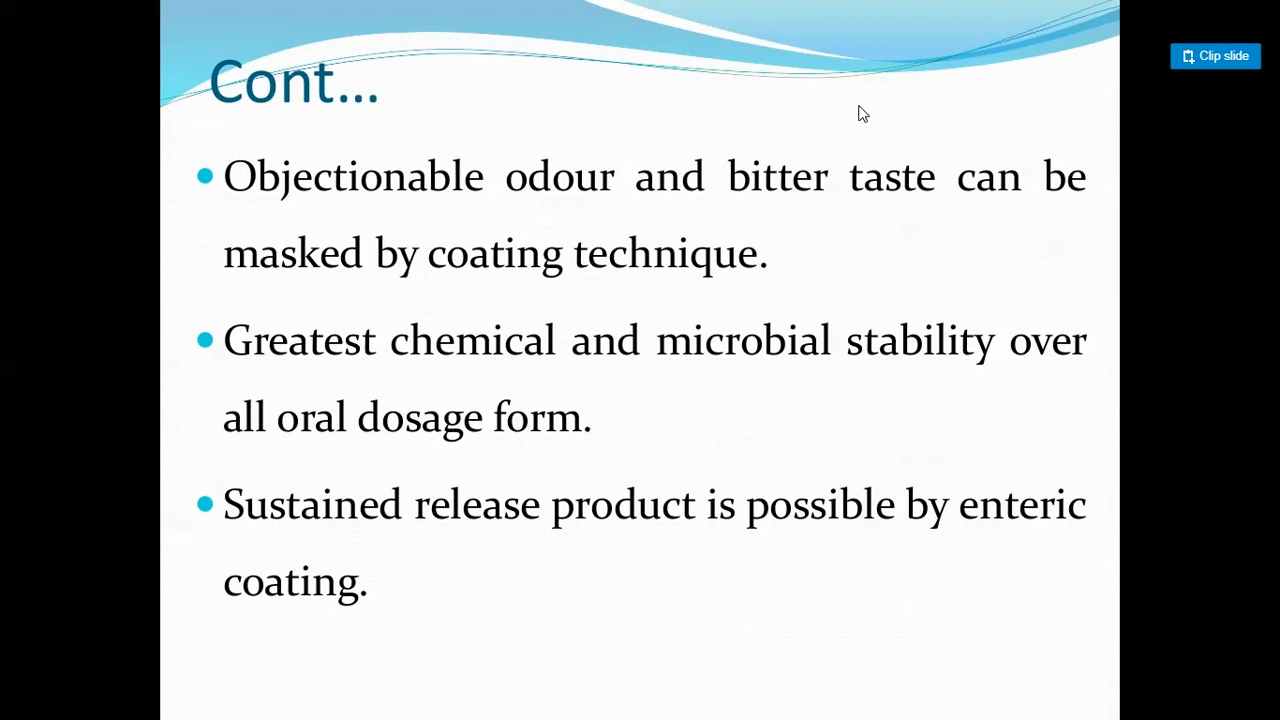 Clip slide
Cont...
• Objectionable odour and bitter taste can be
masked by coating technique.
• Greatest chemical and microbial stability over
all oral dosage form.
• Sustained release product is possible by enteric
coating.